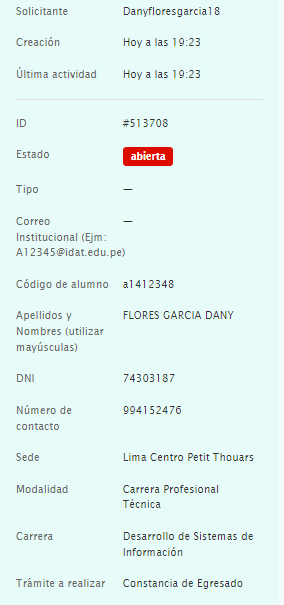 Solicitante Danyfloresgarcia18
Creación Hoy a las 19:23
Última actividad Hoy a las 19:23
ID #513708
Estado abierta
Tipo —
Correo —
Institucional (Ejm:
A12345@idat.edu.pe)
Código de alumno a1412348
Apellidos y FLORES GARCIA DANY
Nombres (utilizar
mayúsculas)
DNI 74303187
Número de 994152476
contacto
Sede Lima Centro Petit Thouars
Modalidad Carrera Profesional
Técnica
Carrera Desarrollo de Sistemas de
Información
Trámite a realizar Constancia de Egresado